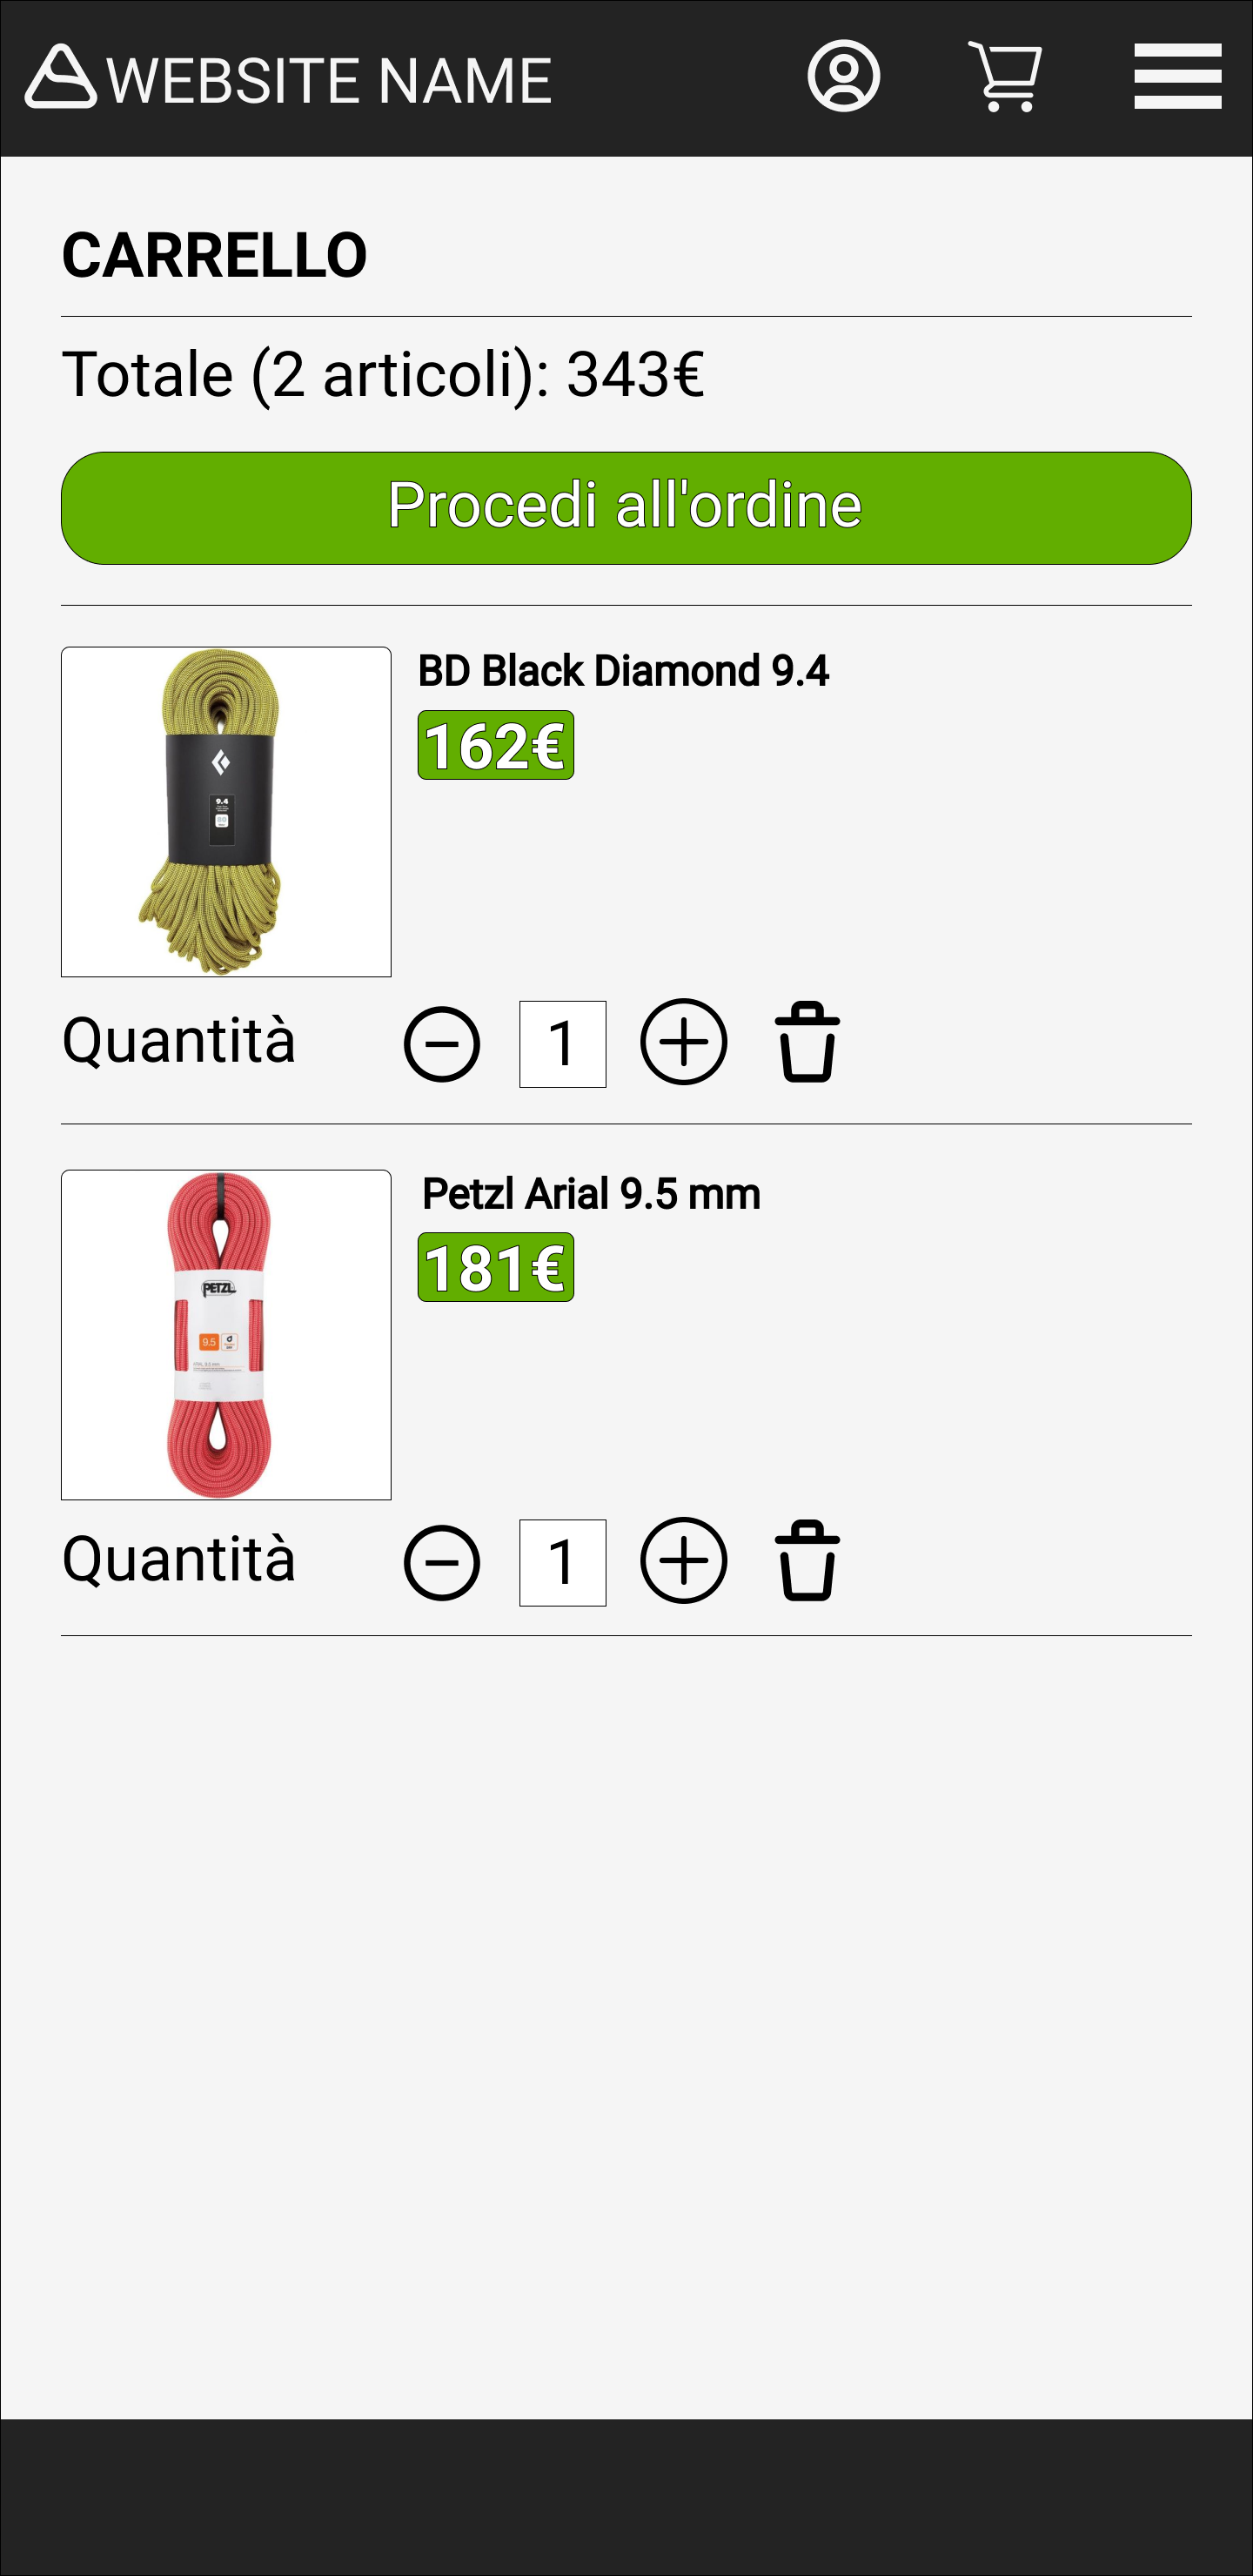 WEBSITE NAME
CARRELLO
Totale (2 articoli): 343€
Procedi all'ordine
BD Black Diamond 9.4
162€
9.4
Quantità
1
Petzl Arial 9.5 mm
181€
PETZL
9.5
Quantità
1